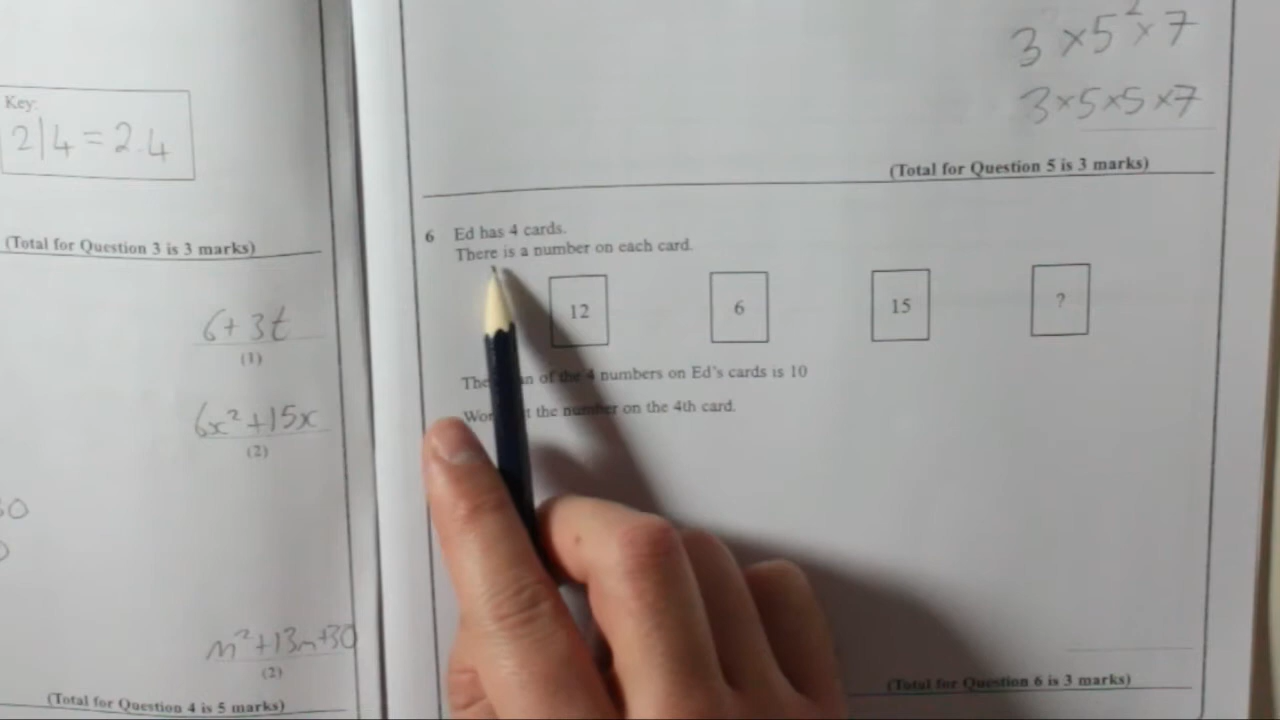 Key:
2|4 = 2.4
(Total for Question 3 is 3 marks)
6 + 3t
(1)
6x² + 15x
(2)
m² + 13m + 30
(2)
(Total for Question 4 is 5 marks)
3 × 5² × 7
3 × 5 × 5 × 7
(Total for Question 5 is 3 marks)
6 Ed has 4 cards.
There is a number on each card.
12 6 15 ?
of the 4 numbers on Ed's cards is 10
the number on the 4th card.
(Total for Question 6 is 3 marks)